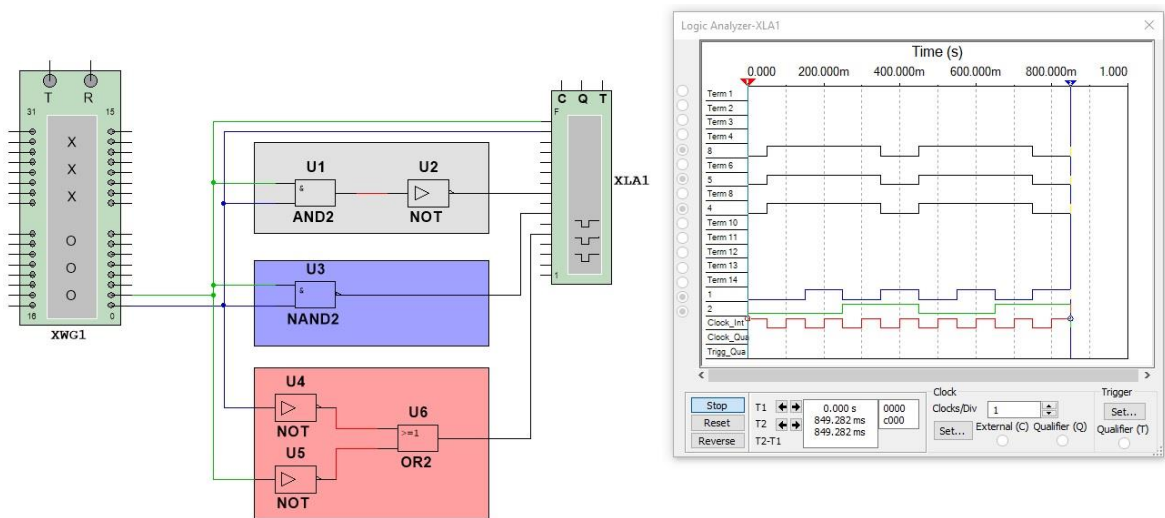 T R
31 15
X
X
X
O
O
O
16 0
XWG1
U1 U2
&
AND2 NOT
U3
&
NAND2
U4
NOT
U6
>=1
OR2
U5
NOT
C Q T
F
1
XLA1
Logic Analyzer-XLA1
Time (s)
0.000 200.000m 400.000m 600.000m 800.000m 1.000
1 2
Term 1
Term 2
Term 3
Term 4
8
Term 6
5
Term 8
4
Term 10
Term 11
Term 12
Term 13
Term 14
1
2
Clock_Int
Clock_Qua
Trigg_Qua
Stop
Reset
Reverse
T1 0.000 s 0000
T2 849.282 ms c000
T2-T1 849.282 ms
Clock
Clocks/Div 1
Set... External (C) Qualifier (Q)
Trigger
Set...
Qualifier (T)